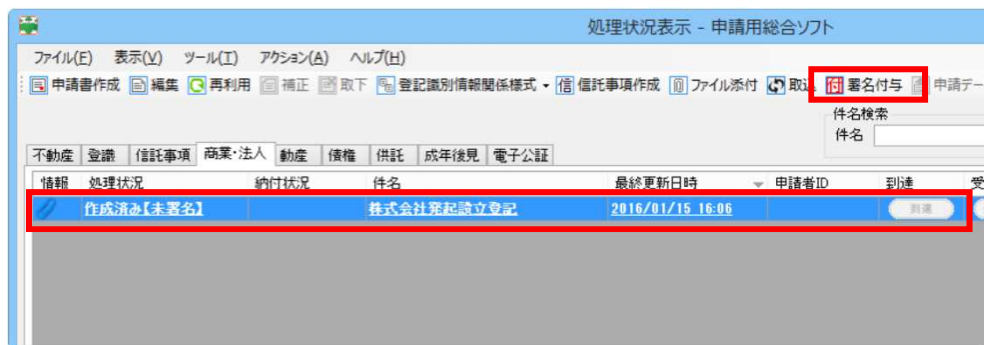 処理状況表示 - 申請用総合ソフト
ファイル(F) 表示(V) ツール(T) アクション(A) ヘルプ(H)
申請書作成 編集 再利用 補正 取下 登記識別情報関係様式 信託事項作成 ファイル添付 取込 署名付与 申請デー
件名検索
件名
不動産 登識 信託事項 商業・法人 動産 債権 供託 成年後見 電子公証
情報 処理状況 納付状況 件名 最終更新日時 申請者ID 到達 受
作成済み【未署名】 株式会社発起設立登記 2016/01/15 16:06 到達